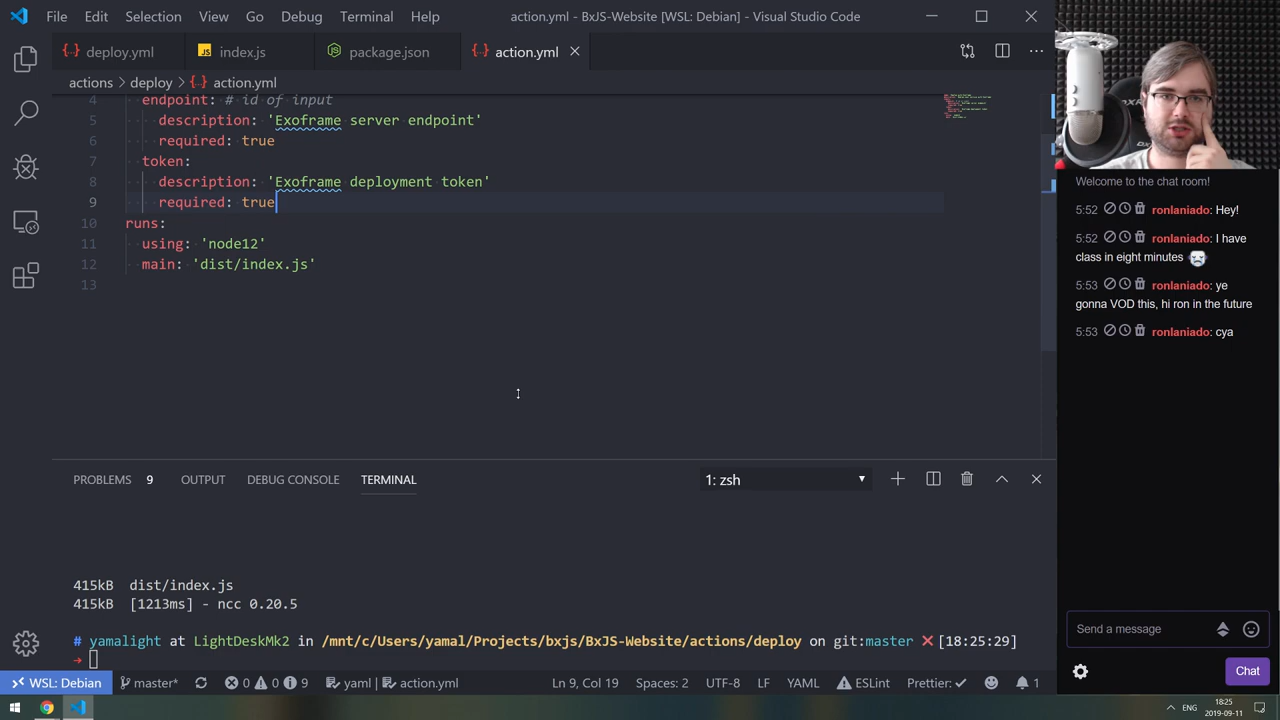 File Edit Selection View Go Debug Terminal Help action.yml - BxJS-Website [WSL: Debian] - Visual Studio Code
deploy.yml index.js package.json action.yml
actions deploy action.yml
4 endpoint: # id of input
5 description: 'Exoframe server endpoint'
6 required: true
7 token:
8 description: 'Exoframe deployment token'
9 required: true
10 runs:
11 using: 'node12'
12 main: 'dist/index.js'
13
PROBLEMS 9 OUTPUT DEBUG CONSOLE TERMINAL 1: zsh
415kB dist/index.js
415kB [1213ms] - ncc 0.20.5
# yamalight at LightDeskMk2 in /mnt/c/Users/yamal/Projects/bxjs/BxJS-Website/actions/deploy on git:master ❌ [18:25:29]
→
WSL: Debian master* 0 0 9 yaml | action.yml Ln 9, Col 19 Spaces: 2 UTF-8 LF YAML ESLint Prettier: ✓ 1
Welcome to the chat room!
5:52 ronlaniado: Hey!
5:52 ronlaniado: I have
class in eight minutes
5:53 ronlaniado: ye
gonna VOD this, hi ron in the future
5:53 ronlaniado: cya
Send a message
Chat
ENG 18:25
2019-09-11